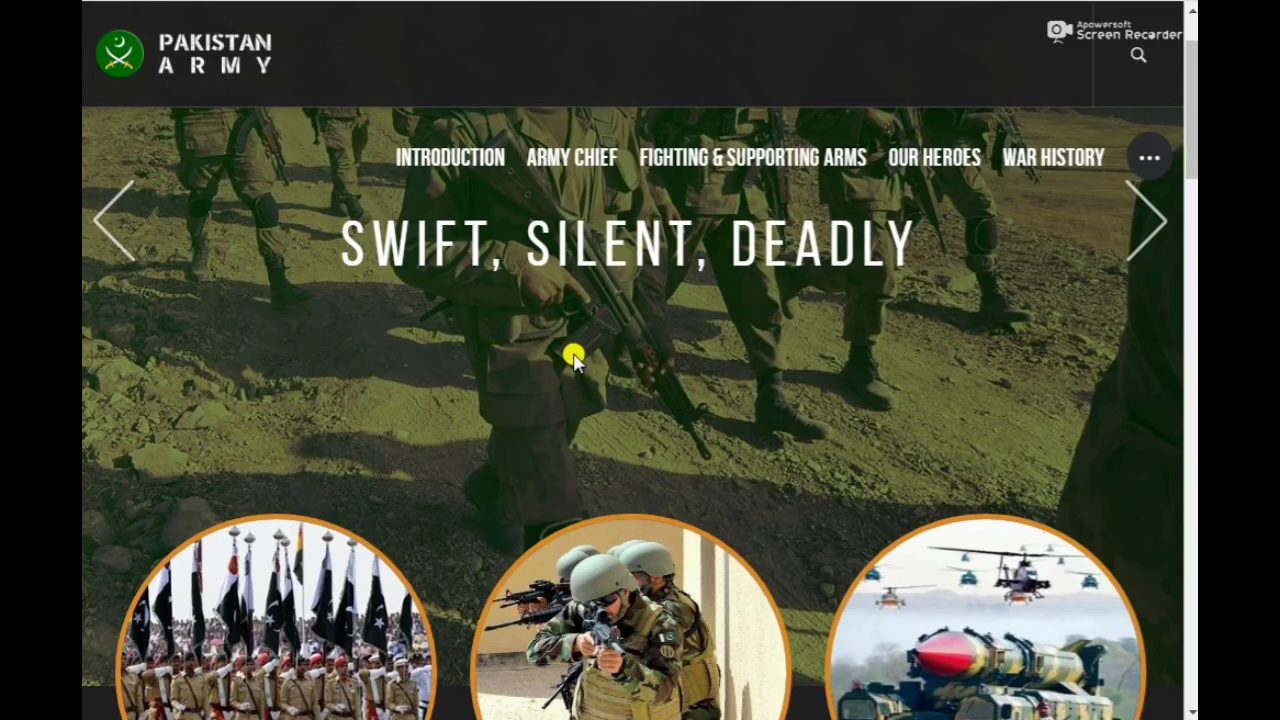 PAKISTAN
ARMY
Apowersoft
Screen Recorder
INTRODUCTION ARMY CHIEF FIGHTING & SUPPORTING ARMS OUR HEROES WAR HISTORY
SWIFT, SILENT, DEADLY